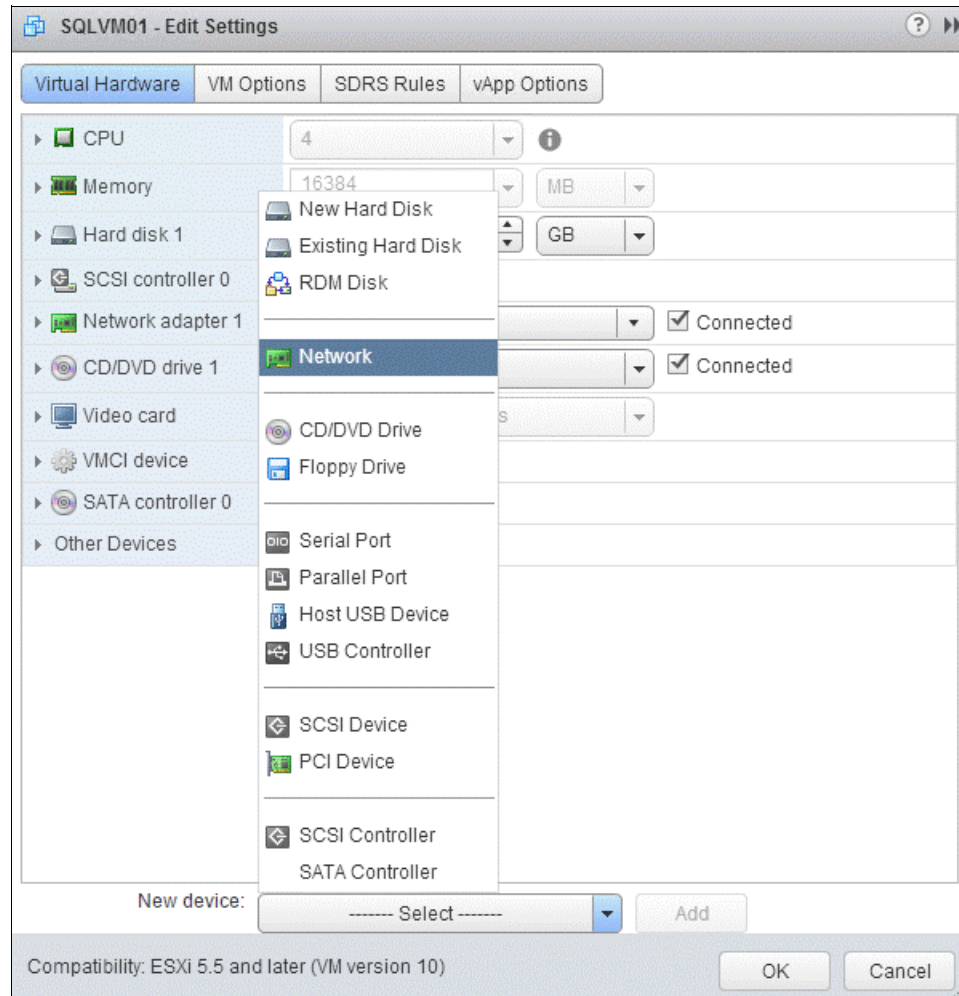 SQLVM01 - Edit Settings
?
Virtual Hardware VM Options SDRS Rules vApp Options
CPU 4
Memory 16384 MB
New Hard Disk
Hard disk 1 GB
Existing Hard Disk
SCSI controller 0
RDM Disk
Network adapter 1 Connected
Network
CD/DVD drive 1 Connected
Video card s
CD/DVD Drive
VMCI device
Floppy Drive
SATA controller 0
Other Devices
Serial Port
Parallel Port
Host USB Device
USB Controller
SCSI Device
PCI Device
SCSI Controller
SATA Controller
New device: ------- Select ------- Add
Compatibility: ESXi 5.5 and later (VM version 10) OK Cancel